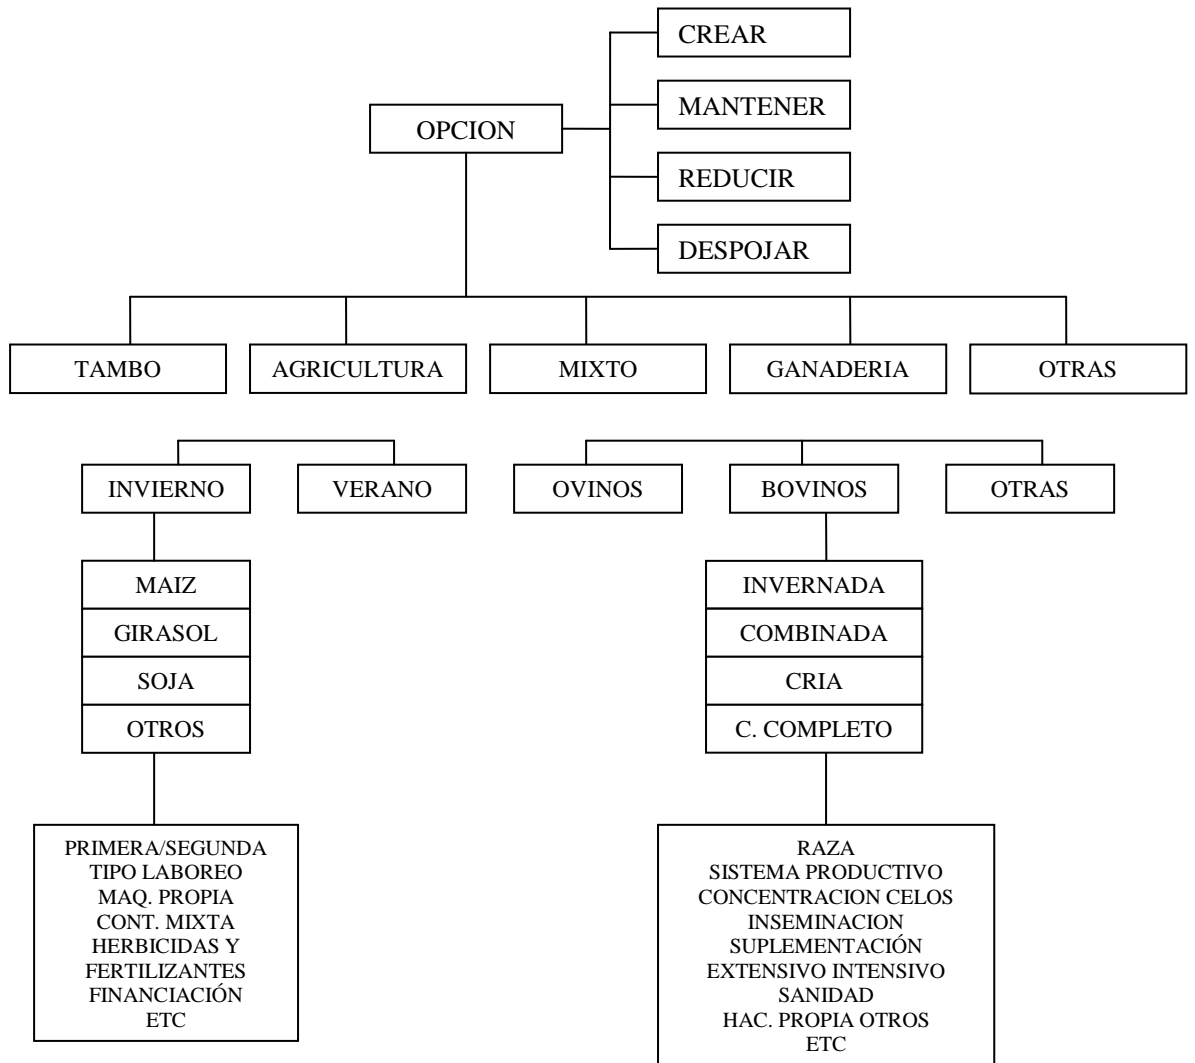 CREAR
MANTENER
OPCION
REDUCIR
DESPOJAR
TAMBO
AGRICULTURA
MIXTO
GANADERIA
OTRAS
INVIERNO
VERANO
OVINOS
BOVINOS
OTRAS
MAIZ
GIRASOL
SOJA
OTROS
INVERNADA
COMBINADA
CRIA
C. COMPLETO
PRIMERA/SEGUNDA
TIPO LABOREO
MAQ. PROPIA
CONT. MIXTA
HERBICIDAS Y
FERTILIZANTES
FINANCIACIÓN
ETC
RAZA
SISTEMA PRODUCTIVO
CONCENTRACION CELOS
INSEMINACION
SUPLEMENTACIÓN
EXTENSIVO INTENSIVO
SANIDAD
HAC. PROPIA OTROS
ETC